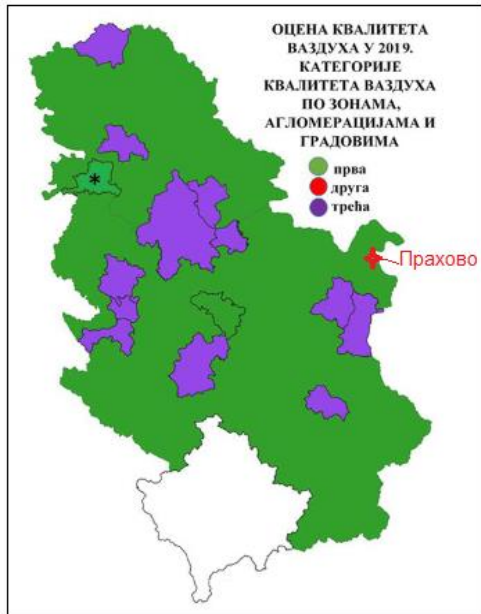 ОЦЕНА КВАЛИТЕТА
ВАЗДУХА У 2019.
КАТЕГОРИЈЕ
КВАЛИТЕТА ВАЗДУХА
ПО ЗОНАМА,
АГЛОМЕРАЦИЈАМА И
ГРАДОВИМА
прва
друга
трећа
*
Прахово